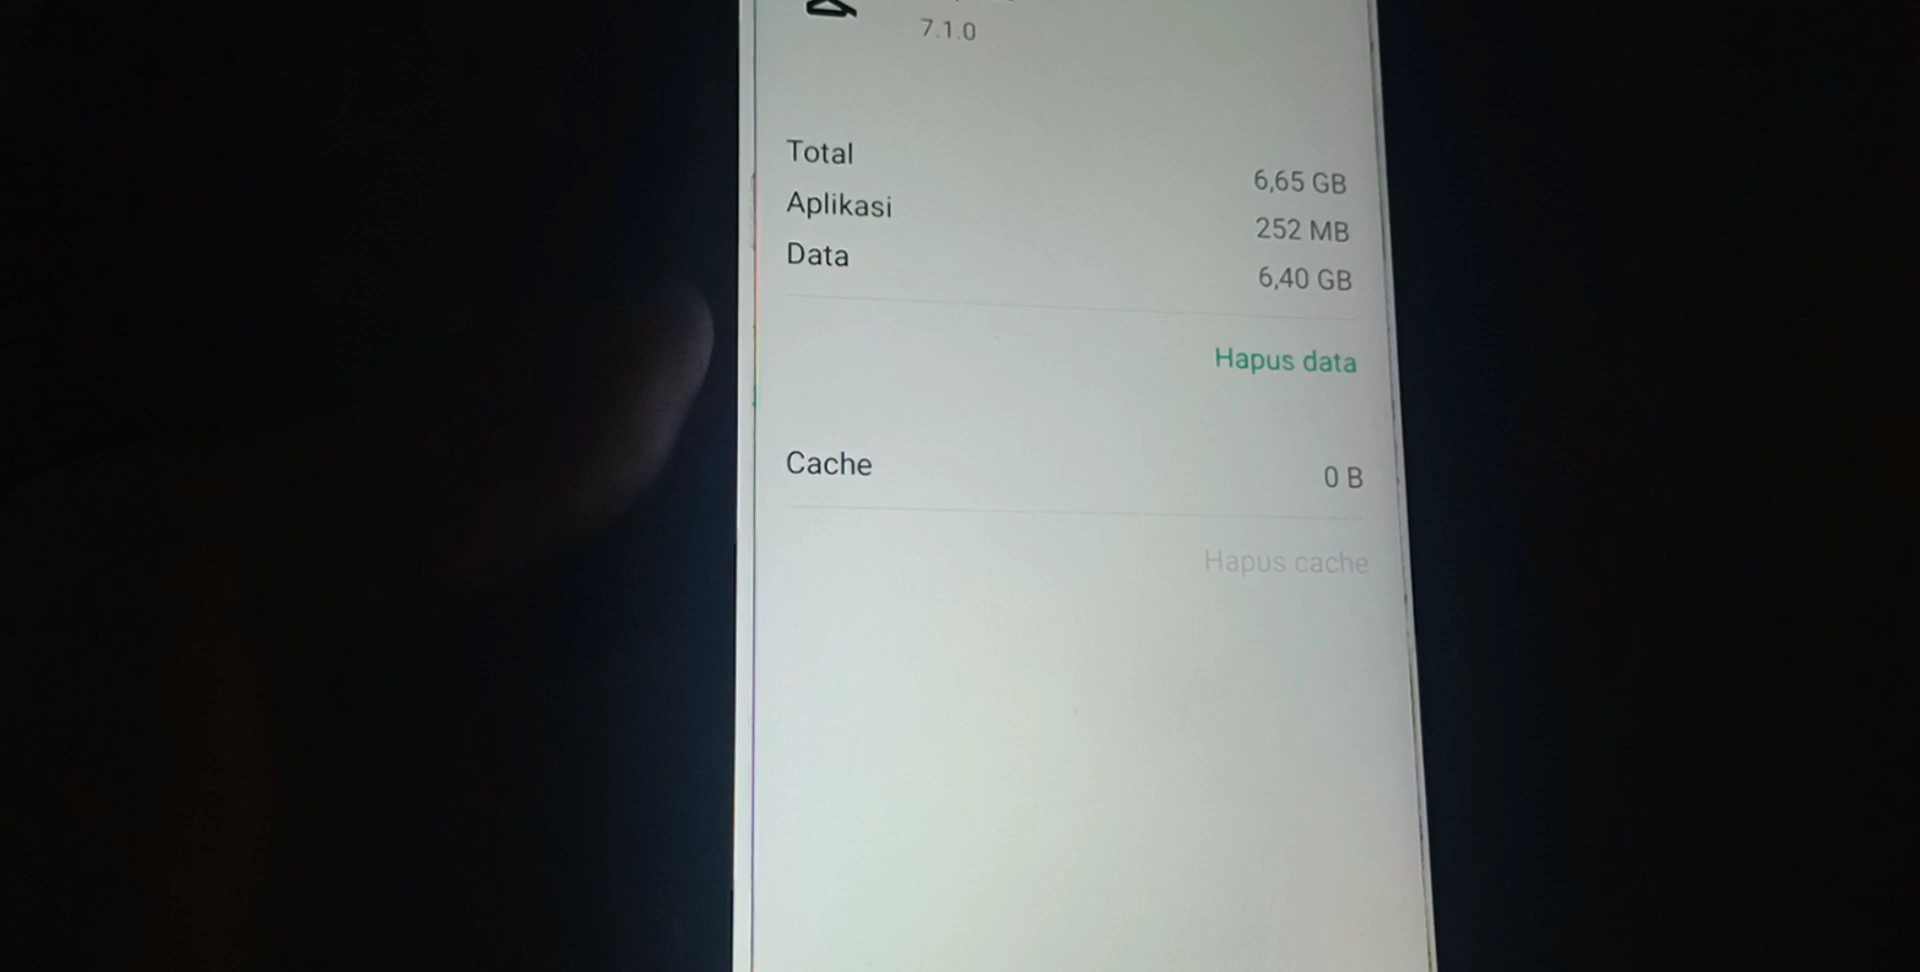 7.1.0
Total 6,65 GB
Aplikasi 252 MB
Data 6,40 GB
Hapus data
Cache 0 B
Hapus cache